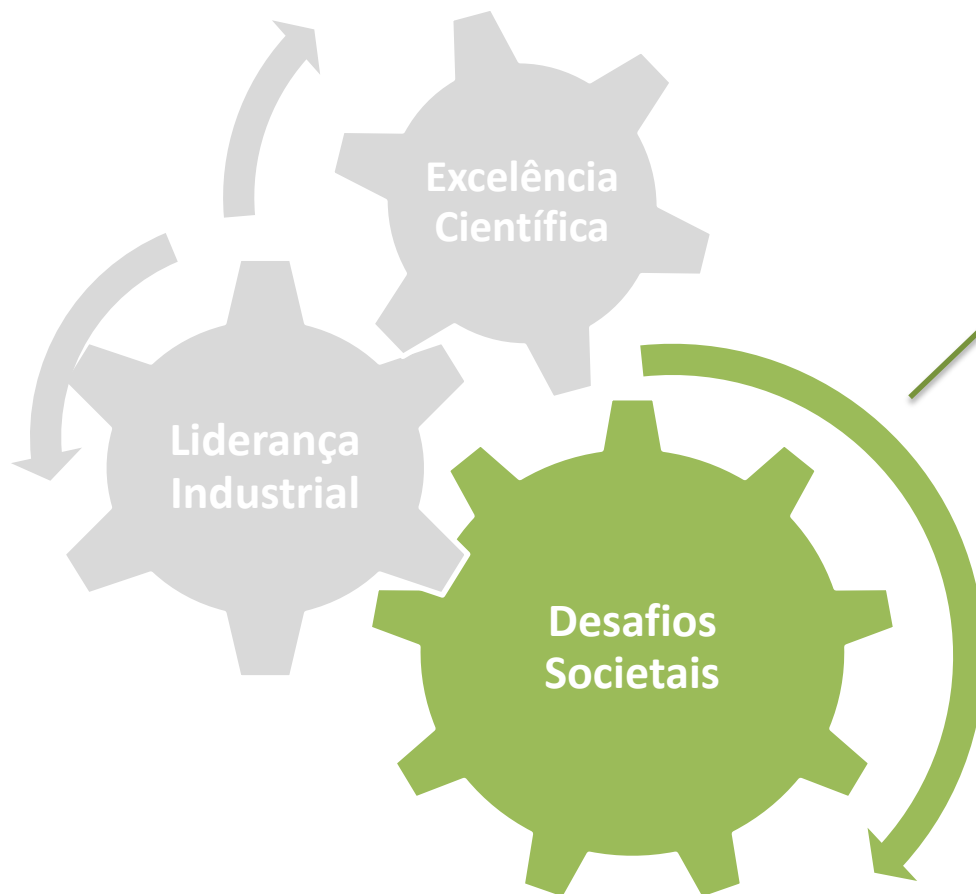 Excelência
Científica
Liderança
Industrial
Desafios
Societais